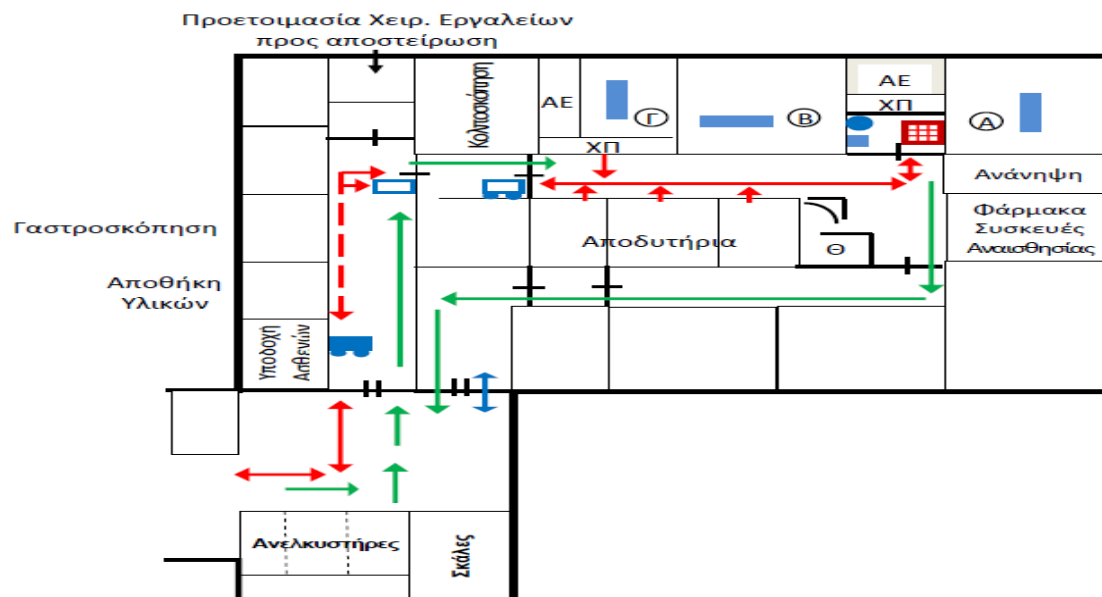 Προετοιμασία Χειρ. Εργαλείων
προς αποστείρωση
Κολποσκόπηση
ΑΕ
Γ
Β
ΑΕ
ΧΠ
Α
ΧΠ
Ανάνηψη
Φάρμακα
Συσκευές
Αναισθησίας
Γαστροσκόπηση
Αποδυτήρια
Θ
Αποθήκη
Υλικών
Υποδοχή
Ασθενών
Ανελκυστήρες
Σκάλες